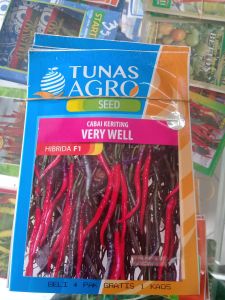 TUNAS
AGRO
SEED
CABAI KERITING
VERY WELL
HIBRIDA F1
BELI 4 PAK GRATIS 1 KAOS